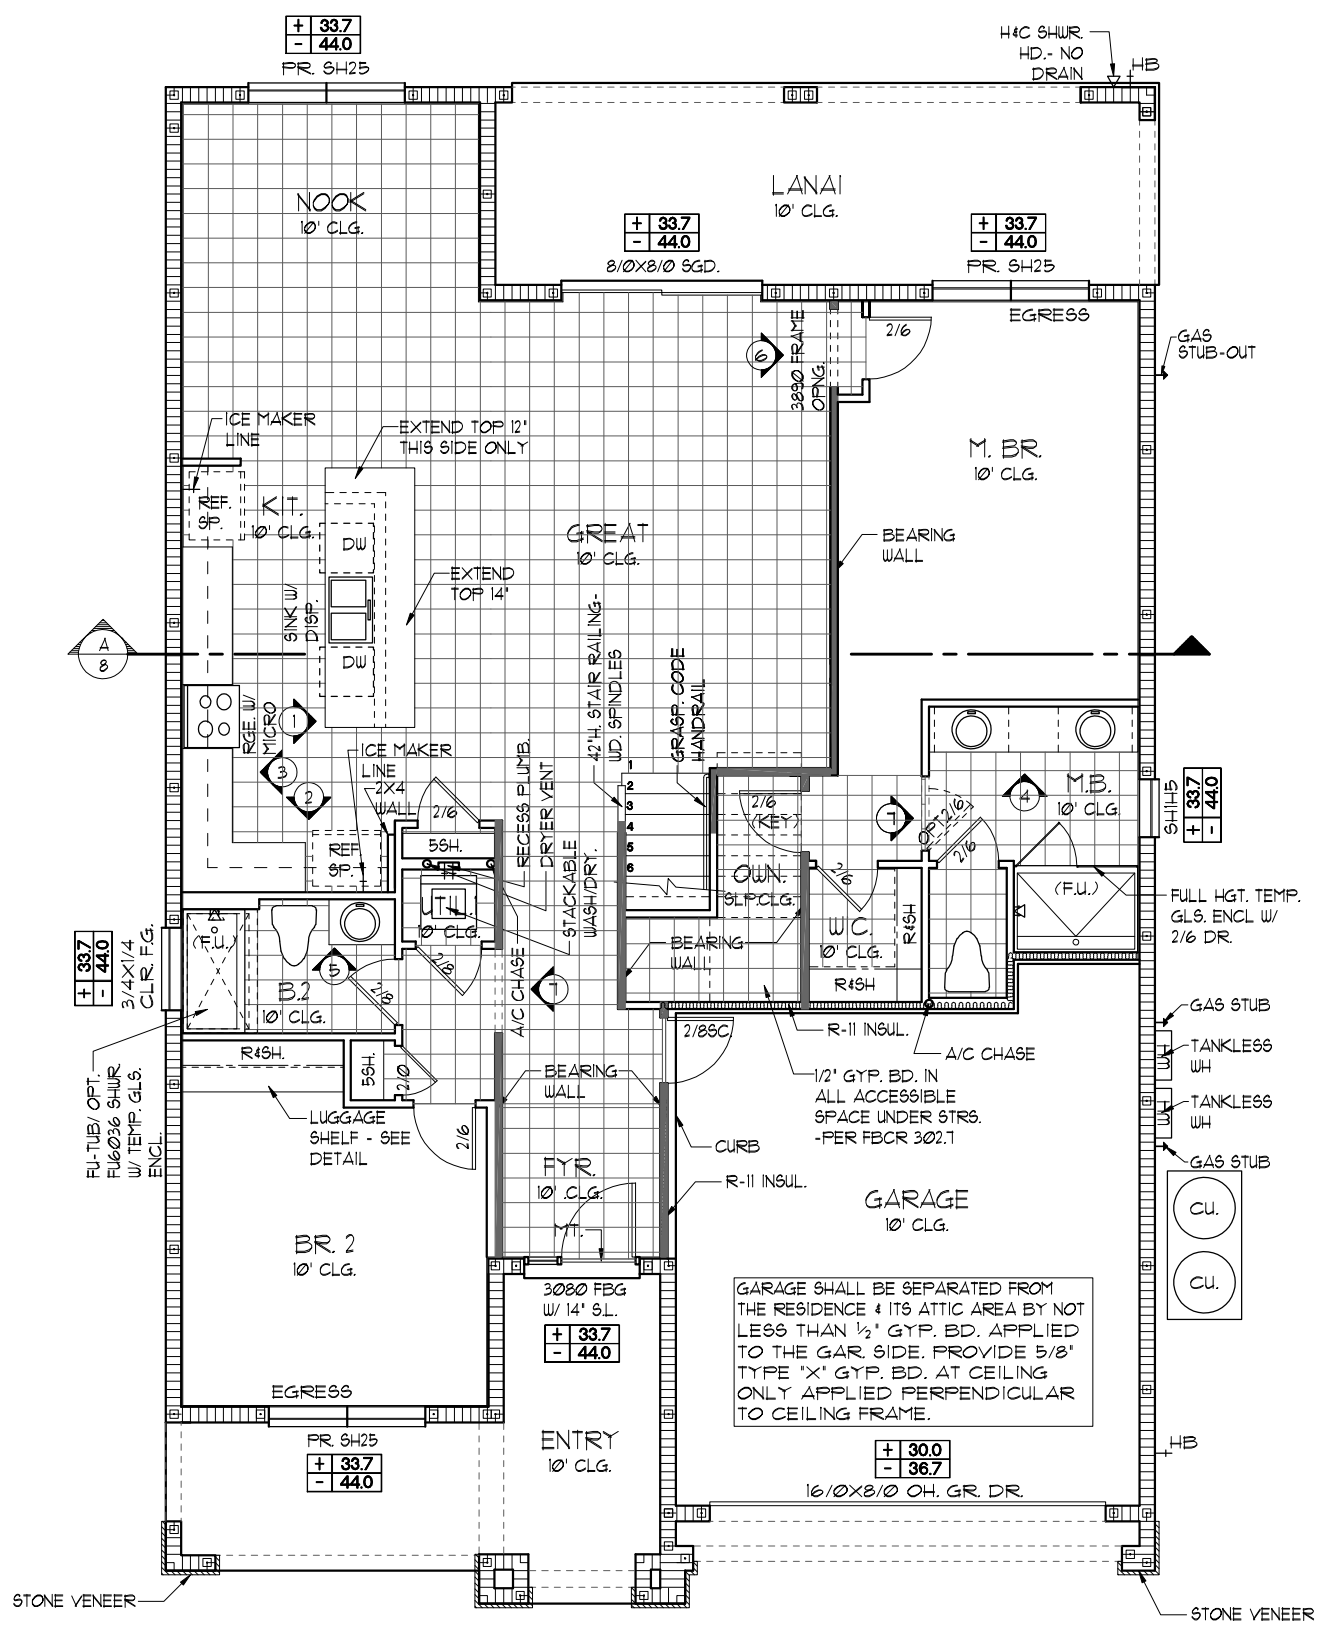 + 33.7
- 44.0
PR. SH25
H&C SHWR.
HD.- NO
DRAIN
HB
NOOK
10' CLG.
LANAI
10' CLG.
+ 33.7
- 44.0
8/0X8/0 SGD.
+ 33.7
- 44.0
PR. SH25
EGRESS
2/6
3890 FRAME
OPNG.
6
GAS
STUB-OUT
ICE MAKER
LINE
EXTEND TOP 12"
THIS SIDE ONLY
M. BR.
10' CLG.
REF.
SP.
KIT.
10' CLG.
DW
GREAT
10' CLG.
BEARING
WALL
EXTEND
TOP 14"
SINK W/
DISP.
DW
A
8
42"H. STAIR RAILING-
WD. SPINDLES
GRASP. CODE
HANDRAIL
RGE. W/
MICRO
1
3
2
ICE MAKER
LINE
2X4
WALL
2/6
5SH.
RECESS PLUMB.
DRYER VENT
STACKABLE
WASH/DRY.
1
2
3
4
5
6
2/6
(KEY)
7
OPT 2/6
2/6
4
M.B.
10' CLG.
SH1H5
+ 33.7
- 44.0
REF.
SP.
UTIL.
10' CLG.
OWN.
SLP.CLG.
2/6
W.C.
10' CLG.
R&SH
R&SH
(F.U.)
FULL HGT. TEMP.
GLS. ENCL W/
2/6 DR.
+ 33.7
- 44.0
3/4X1/4
CLR. F.G.
(F.U.)
5
B.2
10' CLG.
2/8
2/8
A/C CHASE
7
BEARING
WALL
R-11 INSUL.
A/C CHASE
GAS STUB
TANKLESS
WH
WH
TANKLESS
WH
WH
GAS STUB
CU.
CU.
R&SH.
5SH.
2/0
2/8SC.
BEARING
WALL
1/2" GYP. BD. IN
ALL ACCESSIBLE
SPACE UNDER STRS.
-PER FBCR 302.7
FU-TUB/ OPT.
FU6036 SHWR.
W/ TEMP. GLS.
ENCL.
LUGGAGE
SHELF - SEE
DETAIL
2/6
CURB
R-11 INSUL.
FYR.
10' CLG.
MT.
GARAGE
10' CLG.
BR. 2
10' CLG.
3080 FBG
W/ 14" S.L.
+ 33.7
- 44.0
GARAGE SHALL BE SEPARATED FROM
THE RESIDENCE & ITS ATTIC AREA BY NOT
LESS THAN ½" GYP. BD. APPLIED
TO THE GAR. SIDE. PROVIDE 5/8"
TYPE "X" GYP. BD. AT CEILING
ONLY APPLIED PERPENDICULAR
TO CEILING FRAME.
EGRESS
PR. SH25
+ 33.7
- 44.0
ENTRY
10' CLG.
+ 30.0
- 36.7
16/0X8/0 OH. GR. DR.
HB
STONE VENEER
STONE VENEER